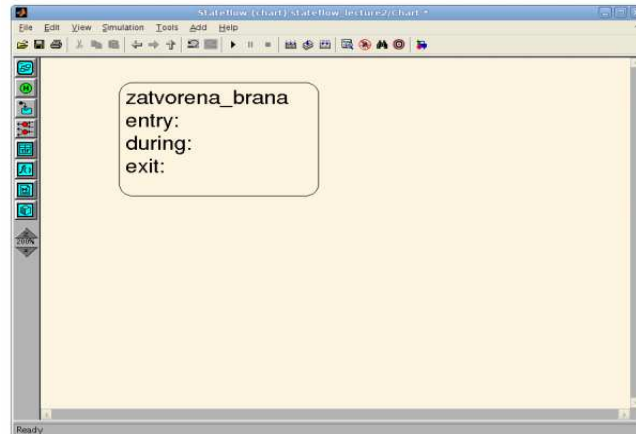 Stateflow (chart) stateflow_lecture2/Chart *
File Edit View Simulation Tools Add Help
zatvorena_brana
entry:
during:
exit:
200%
Ready